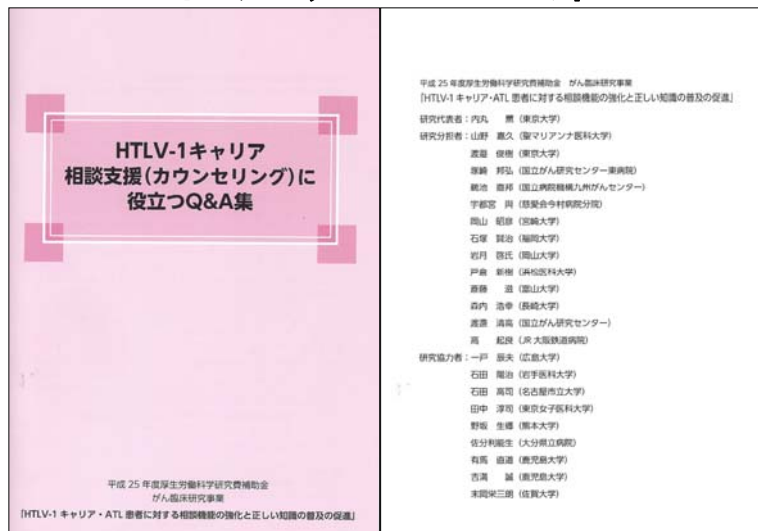 HTLV-1キャリア
相談支援（カウンセリング）に
役立つQ&A集
平成 25 年度厚生労働科学研究費補助金
がん臨床研究事業
「HTLV-1 キャリア・ATL 患者に対する相談機能の強化と正しい知識の普及の促進」
平成 25 年度厚生労働科学研究費補助金 がん臨床研究事業
「HTLV-1 キャリア・ATL 患者に対する相談機能の強化と正しい知識の普及の促進」
研究代表者：内丸 薫（東京大学）
研究分担者：山野 嘉久（聖マリアンナ医科大学）
渡邉 俊樹（東京大学）
塚崎 邦弘（国立がん研究センター東病院）
鵜池 直邦（国立病院機構九州がんセンター）
宇都宮 與（慈愛会今村病院分院）
岡山 昭彦（宮崎大学）
石塚 賢治（福岡大学）
岩月 啓氏（岡山大学）
戸倉 新樹（浜松医科大学）
齋藤 滋（富山大学）
森内 浩幸（長崎大学）
渡邊 清高（国立がん研究センター）
高 起良（JR 大阪鉄道病院）
研究協力者：一戸 辰夫（広島大学）
石田 陽治（岩手医科大学）
石田 高司（名古屋市立大学）
田中 淳司（東京女子医科大学）
野坂 生郷（熊本大学）
佐分利能生（大分県立病院）
有馬 直道（鹿児島大学）
吉満 誠（鹿児島大学）
末岡栄三朗（佐賀大学）